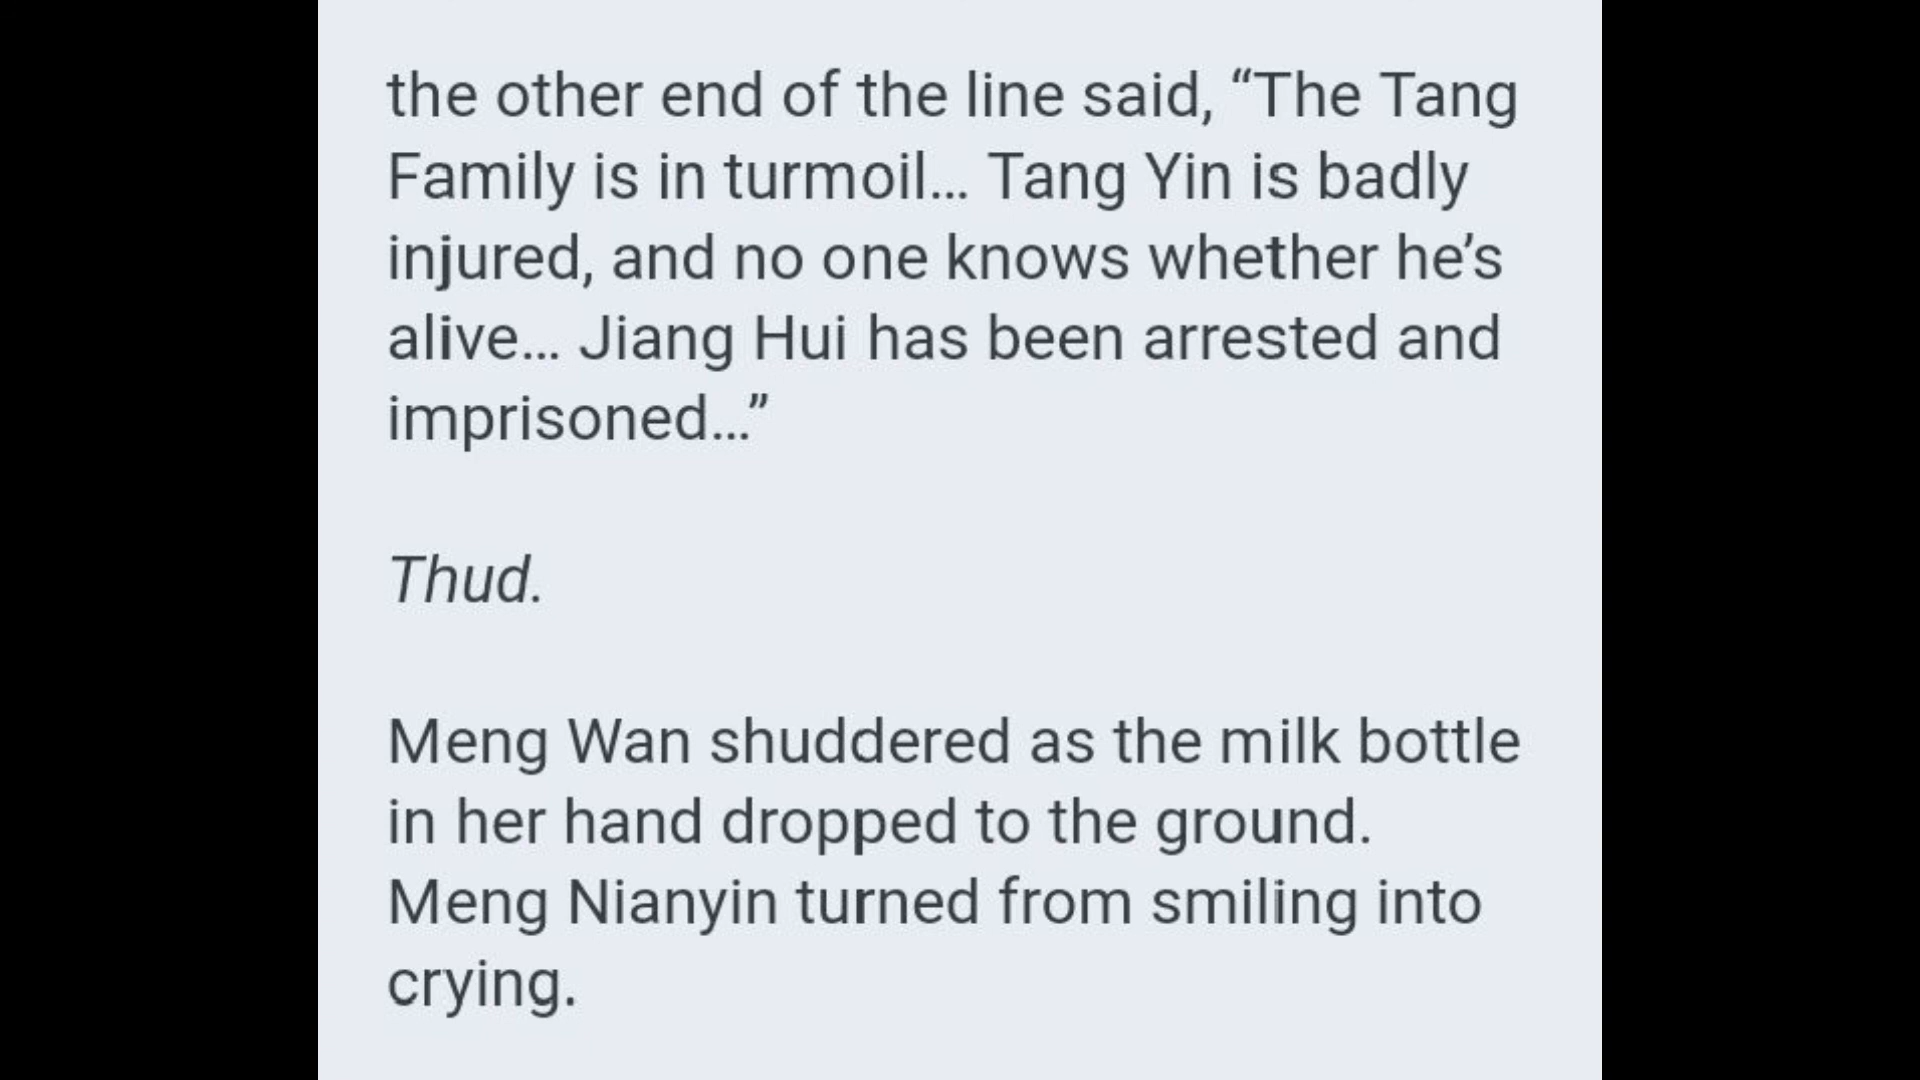 the other end of the line said, “The Tang
Family is in turmoil… Tang Yin is badly
injured, and no one knows whether he’s
alive… Jiang Hui has been arrested and
imprisoned…”
Thud.
Meng Wan shuddered as the milk bottle
in her hand dropped to the ground.
Meng Nianyin turned from smiling into
crying.